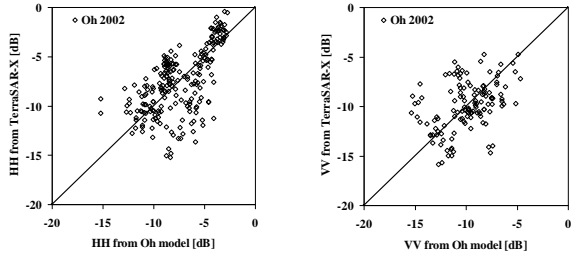 ◇ Oh 2002
HH from TerraSAR-X [dB]
0
-5
-10
-15
-20
-20 -15 -10 -5 0
HH from Oh model [dB]
◇ Oh 2002
VV from TerraSAR-X [dB]
0
-5
-10
-15
-20
-20 -15 -10 -5 0
VV from Oh model [dB]